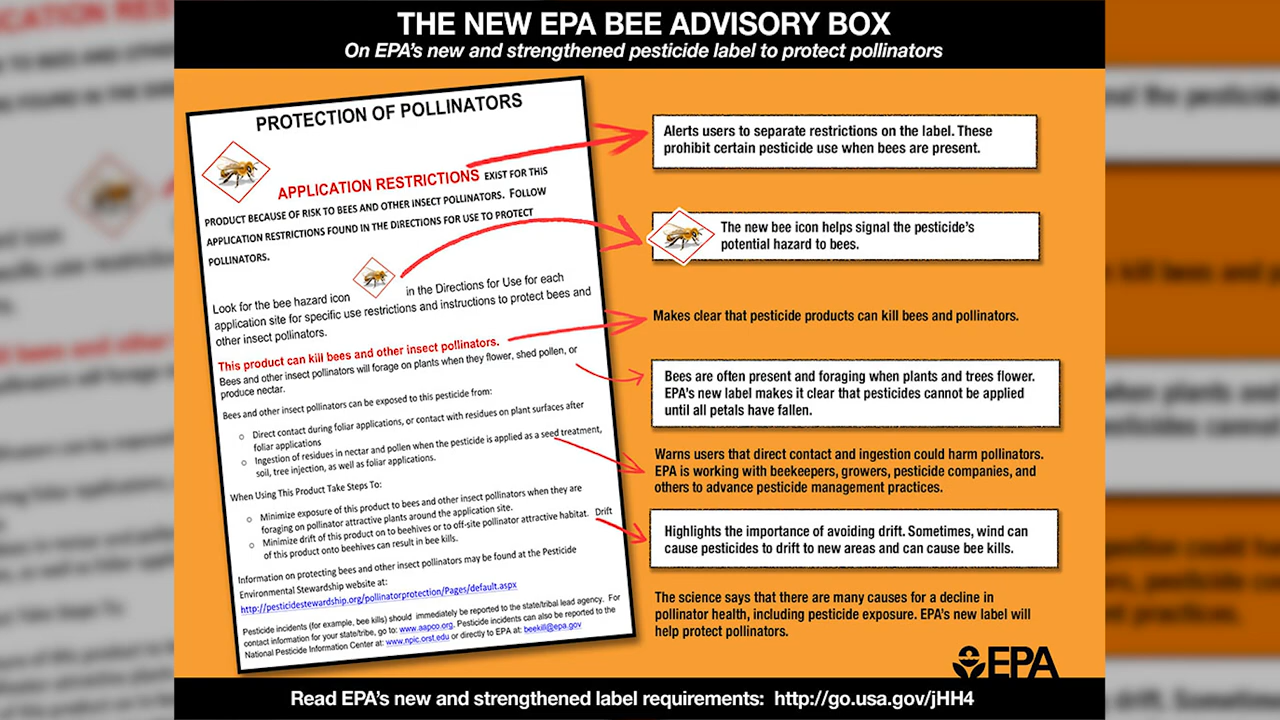 THE NEW EPA BEE ADVISORY BOX
On EPA's new and strengthened pesticide label to protect pollinators
PROTECTION OF POLLINATORS
APPLICATION RESTRICTIONS EXIST FOR THIS
PRODUCT BECAUSE OF RISK TO BEES AND OTHER INSECT POLLINATORS. FOLLOW
APPLICATION RESTRICTIONS FOUND IN THE DIRECTIONS FOR USE TO PROTECT
POLLINATORS.
Look for the bee hazard icon in the Directions for Use for each
application site for specific use restrictions and instructions to protect bees and
other insect pollinators.
This product can kill bees and other insect pollinators.
Bees and other insect pollinators will forage on plants when they flower, shed pollen, or
produce nectar.
Bees and other insect pollinators can be exposed to this pesticide from:
○ Direct contact during foliar applications, or contact with residues on plant surfaces after
foliar applications
○ Ingestion of residues in nectar and pollen when the pesticide is applied as a seed treatment,
soil, tree injection, as well as foliar applications.
When Using This Product Take Steps To:
○ Minimize exposure of this product to bees and other insect pollinators when they are
foraging on pollinator attractive plants around the application site.
○ Minimize drift of this product on to beehives or to off-site pollinator attractive habitat. Drift
of this product onto beehives can result in bee kills.
Information on protecting bees and other insect pollinators may be found at the Pesticide
Environmental Stewardship website at:
http://pesticidestewardship.org/pollinatorprotection/Pages/default.aspx
Pesticide incidents (for example, bee kills) should immediately be reported to the state/tribal lead agency. For
contact information for your state/tribe, go to: www.aapco.org. Pesticide incidents can also be reported to the
National Pesticide Information Center at: www.npic.orst.edu or directly to EPA at: beekill@epa.gov
Alerts users to separate restrictions on the label. These
prohibit certain pesticide use when bees are present.
The new bee icon helps signal the pesticide's
potential hazard to bees.
Makes clear that pesticide products can kill bees and pollinators.
Bees are often present and foraging when plants and trees flower.
EPA's new label makes it clear that pesticides cannot be applied
until all petals have fallen.
Warns users that direct contact and ingestion could harm pollinators.
EPA is working with beekeepers, growers, pesticide companies, and
others to advance pesticide management practices.
Highlights the importance of avoiding drift. Sometimes, wind can
cause pesticides to drift to new areas and can cause bee kills.
The science says that there are many causes for a decline in
pollinator health, including pesticide exposure. EPA's new label will
help protect pollinators.
EPA
Read EPA's new and strengthened label requirements: http://go.usa.gov/jHH4